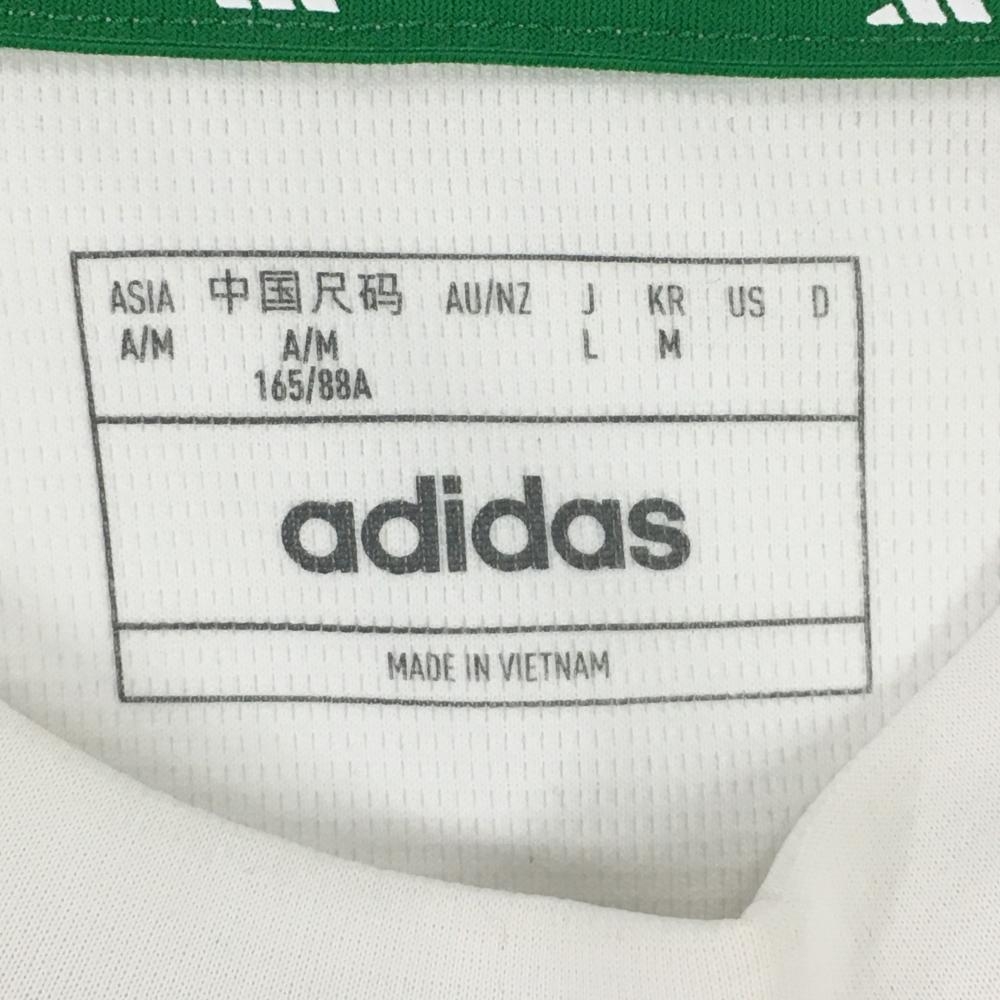 ASIA 中国尺码 AU/NZ J KR US D
A/M A/M L M
165/88A
adidas
MADE IN VIETNAM